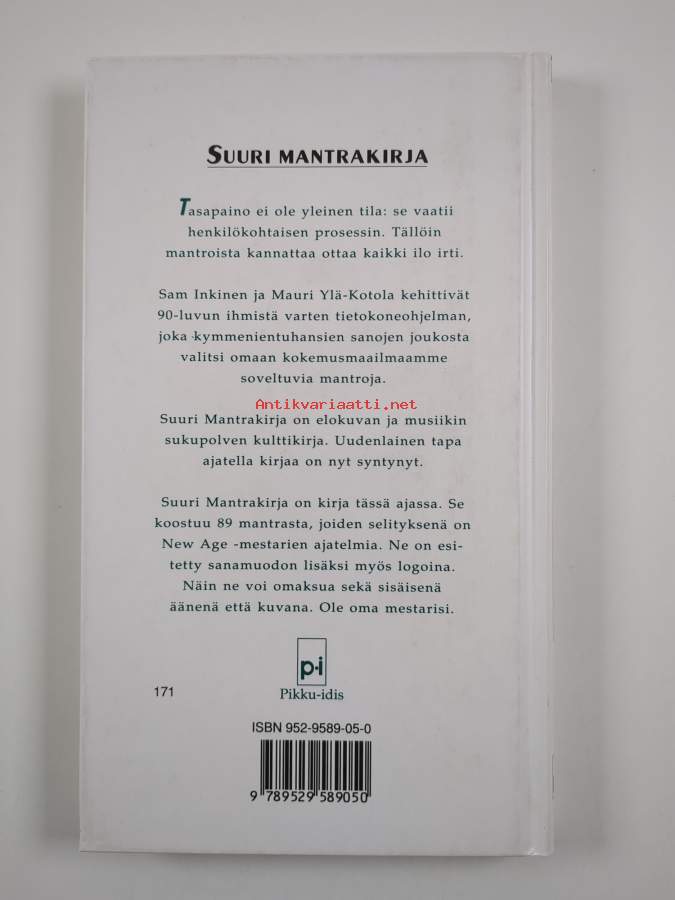 SUURI MANTRAKIRJA
Tasapaino ei ole yleinen tila: se vaatii
henkilökohtaisen prosessin. Tällöin
mantroista kannattaa ottaa kaikki ilo irti.
Sam Inkinen ja Mauri Ylä-Kotola kehittivät
90-luvun ihmistä varten tietokoneohjelman,
joka kymmenientuhansien sanojen joukosta
valitsi omaan kokemusmaailmaamme
soveltuvia mantroja.
Antikvariaatti.net
Suuri Mantrakirja on elokuvan ja musiikin
sukupolven kulttikirja. Uudenlainen tapa
ajatella kirjaa on nyt syntynyt.
Suuri Mantrakirja on kirja tässä ajassa. Se
koostuu 89 mantrasta, joiden selityksenä on
New Age -mestarien ajatelmia. Ne on esi-
tetty sanamuodon lisäksi myös logoina.
Näin ne voi omaksua sekä sisäisenä
äänenä että kuvana. Ole oma mestarisi.
p.i
171
Pikku-idis
ISBN 952-9589-05-0
9 789529 589050